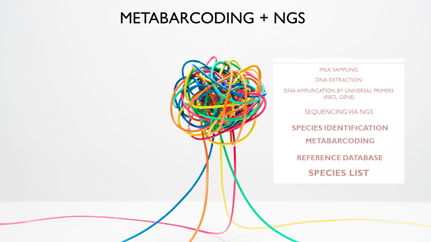 METABARCODING + NGS
MILK SAMPLING
DNA EXTRACTION
DNA AMPLIFICATION BY UNIVERSAL PRIMERS
(RBCL GENE)
SEQUENCING VIA NGS
SPECIES IDENTIFICATION
METABARCODING
REFERENCE DATABASE
SPECIES LIST